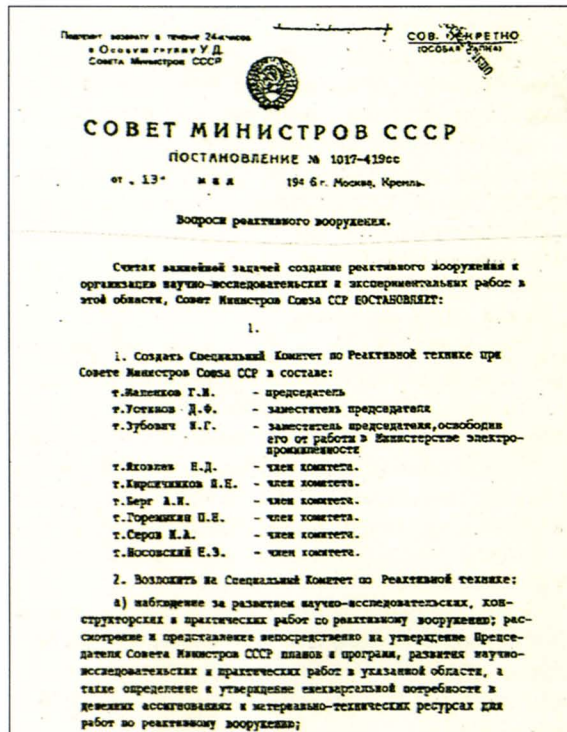 Подлежит возврату в течение 24-х часов
в Особую группу У.Д.
Совета Министров СССР
СОВ. СЕКРЕТНО
(ОСОБАЯ ПАПКА)
СОВЕТ МИНИСТРОВ СССР
ПОСТАНОВЛЕНИЕ № 1017-419сс
от „13" мая 1946 г. Москва, Кремль.
Вопросы реактивного вооружения.
Считая важнейшей задачей создание реактивного вооружения и
организацию научно-исследовательских и экспериментальных работ в
этой области, Совет Министров Союза ССР ПОСТАНОВЛЯЕТ:
1.
1. Создать Специальный Комитет по Реактивной технике при
Совете Министров Союза ССР в составе:
т.Маленков Г.М. - председатель
т.Устинов Д.Ф. - заместитель председателя
т.Зубович И.Г. - заместитель председателя, освободив
его от работы в Министерстве электро-
промышленности
т.Яковлев Н.Д. - член комитета.
т.Кирпичников П.И. - член комитета.
т.Берг А.И. - член комитета.
т.Горемыкин П.Н. - член комитета.
т.Серов И.А. - член комитета.
т.Носовский Е.Э. - член комитета.
2. Возложить на Специальный Комитет по Реактивной технике:
а) наблюдение за развитием научно-исследовательских, кон-
структорских и практических работ по реактивному вооружению; рас-
смотрение и представление непосредственно на утверждение Предсе-
дателя Совета Министров СССР планов и программ, развития научно-
исследовательских и практических работ в указанной области, а
также определение и утверждение ежеквартальной потребности в
денежных ассигнованиях и материально-технических ресурсах для
работ по реактивному вооружению;